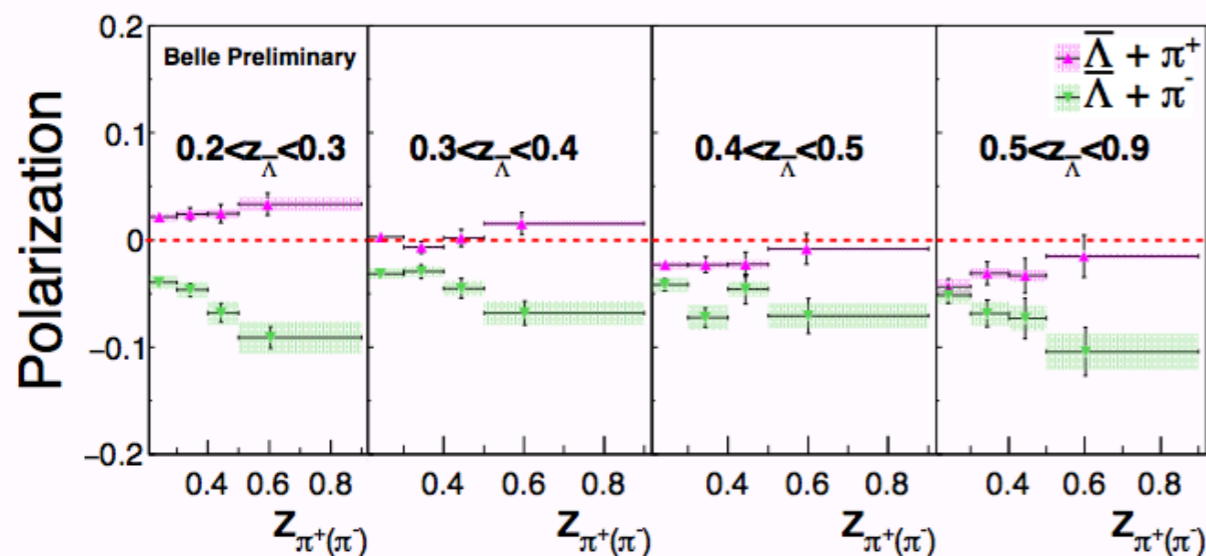 Polarization
0.2
0.1
0
−0.1
−0.2
Belle Preliminary
0.2<z_Λ̅<0.3
0.3<z_Λ̅<0.4
0.4<z_Λ̅<0.5
0.5<z_Λ̅<0.9
Λ̅ + π⁺
Λ̅ + π⁻
0.4 0.6 0.8
0.4 0.6 0.8
0.4 0.6 0.8
0.4 0.6 0.8
z_π⁺(π⁻)
z_π⁺(π⁻)
z_π⁺(π⁻)
z_π⁺(π⁻)